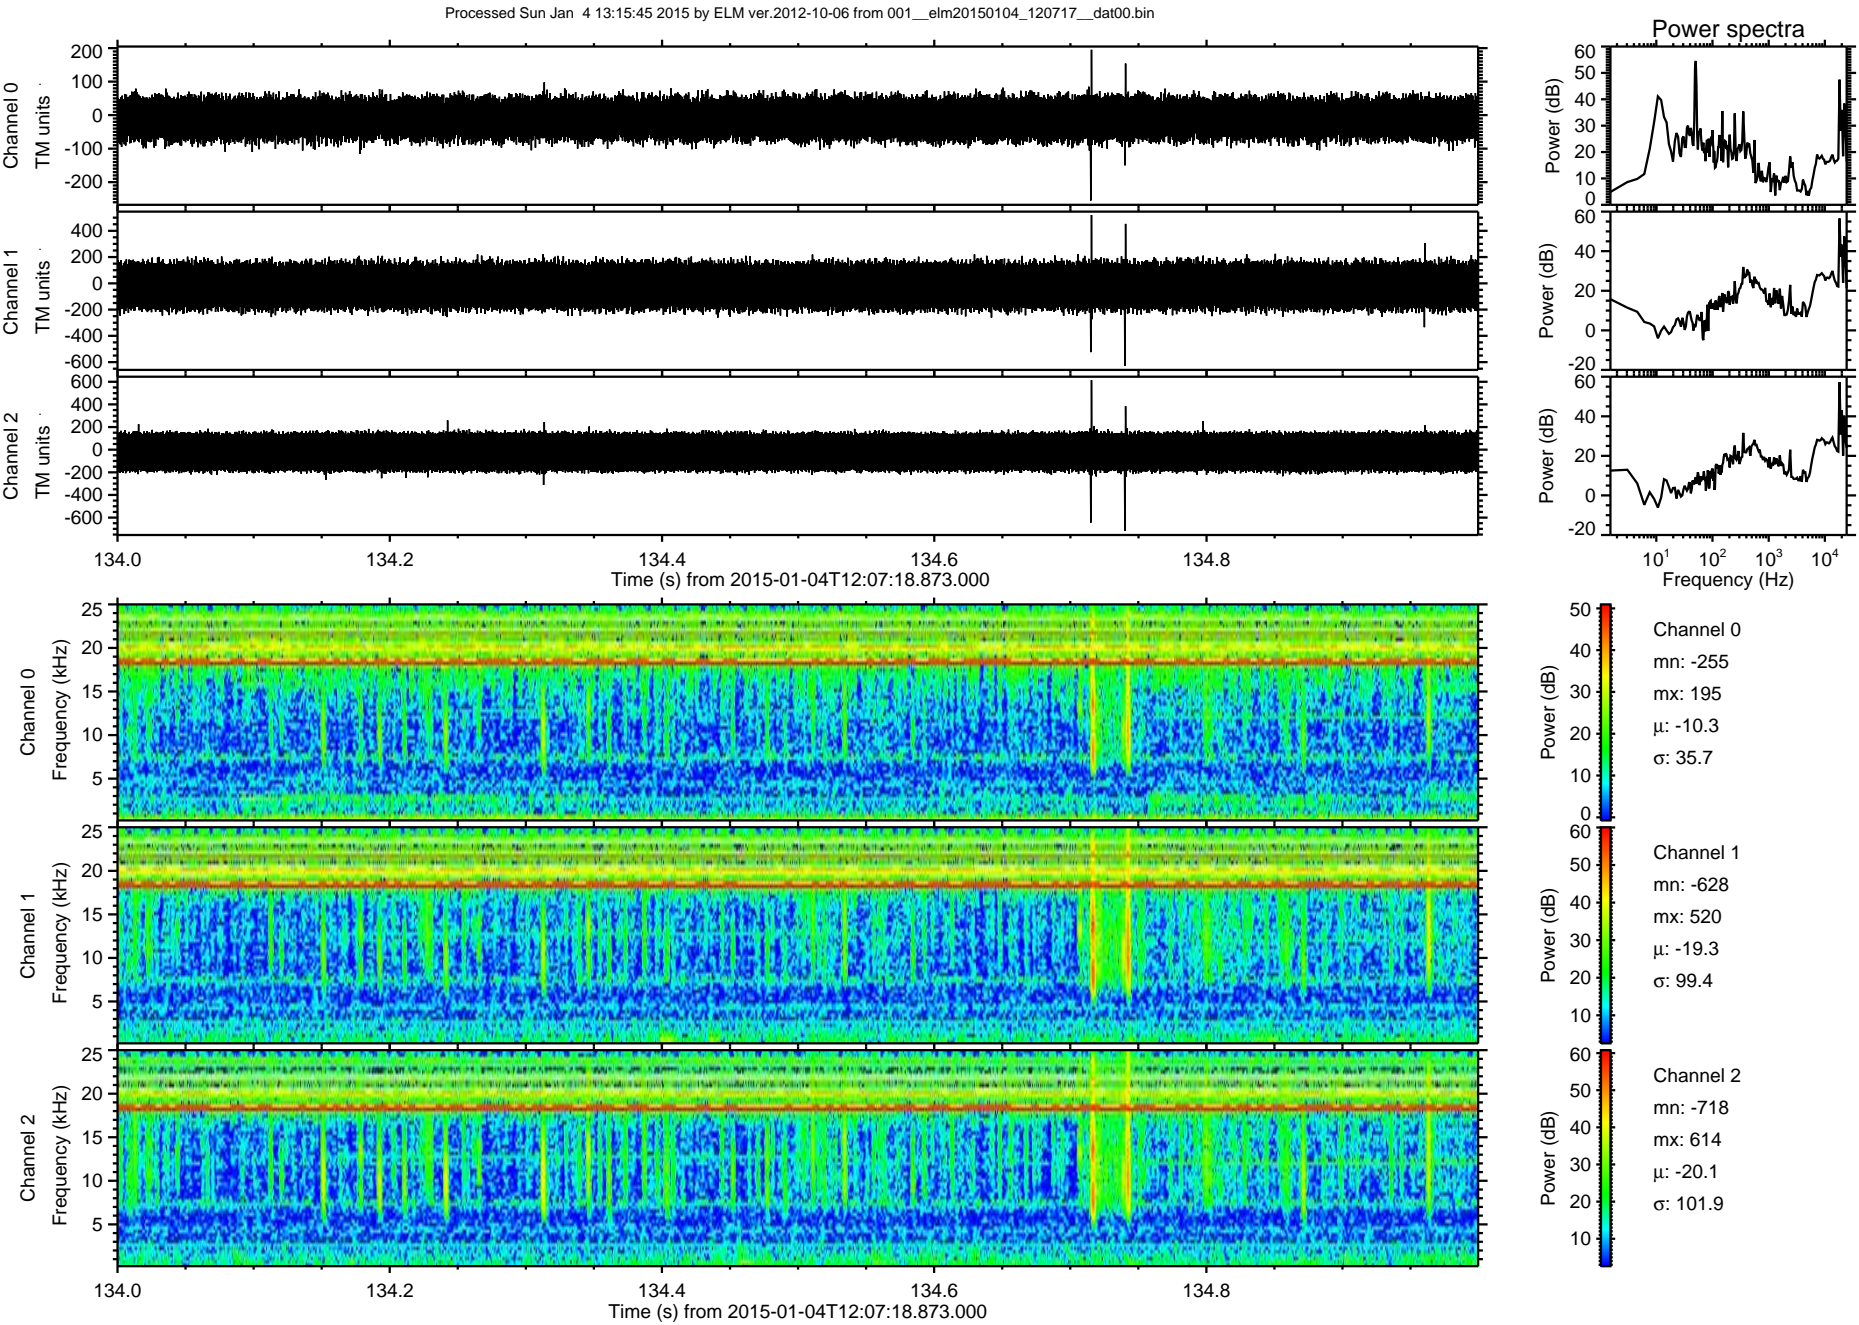 Processed Sun Jan  4 13:15:45 2015 by ELM ver.2012-10-06 from 001__elm20150104_120717__dat00.bin
Power spectra
Channel 0
TM units
200
100
0
-100
-200
Power (dB)
60
50
40
30
20
10
0
Channel 1
TM units
400
200
0
-200
-400
-600
Power (dB)
60
40
20
0
-20
Channel 2
TM units
600
400
200
0
-200
-400
-600
Power (dB)
60
40
20
0
-20
134.0 134.2 134.4 134.6 134.8
Time (s) from 2015-01-04T12:07:18.873.000
10^1 10^2 10^3 10^4
Frequency (Hz)
Channel 0
Frequency (kHz)
25
20
15
10
5
Power (dB)
50
40
30
20
10
0
Channel 0
mn: -255
mx: 195
μ: -10.3
σ: 35.7
Channel 1
Frequency (kHz)
25
20
15
10
5
Power (dB)
60
50
40
30
20
10
Channel 1
mn: -628
mx: 520
μ: -19.3
σ: 99.4
Channel 2
Frequency (kHz)
25
20
15
10
5
Power (dB)
60
50
40
30
20
10
Channel 2
mn: -718
mx: 614
μ: -20.1
σ: 101.9
134.0 134.2 134.4 134.6 134.8
Time (s) from 2015-01-04T12:07:18.873.000